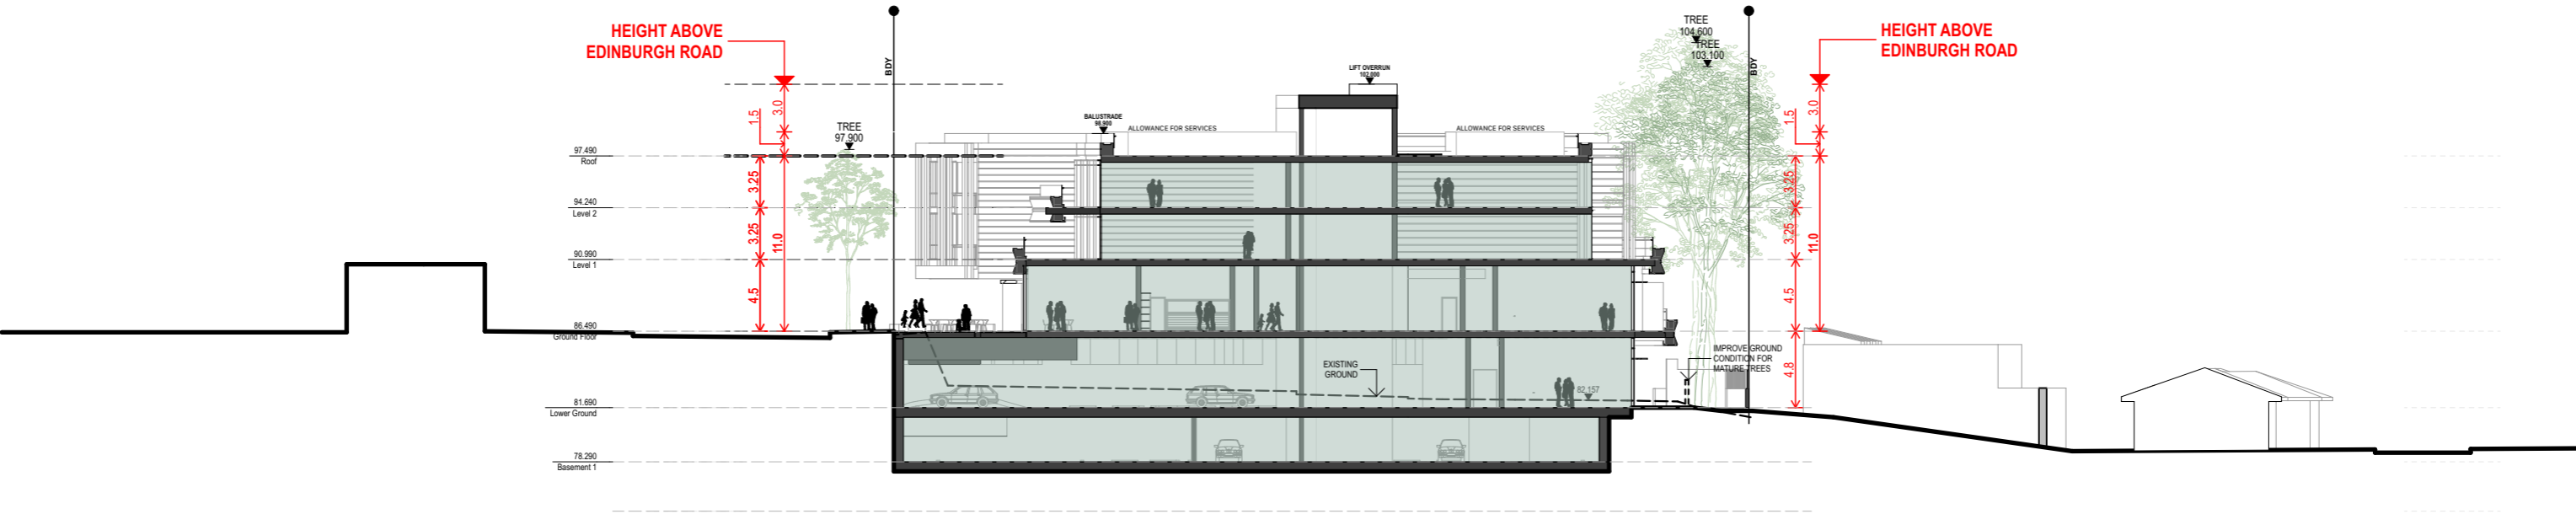 HEIGHT ABOVE
EDINBURGH ROAD
BDY
TREE
97.900
1.5
3.0
3.25
3.25
11.0
4.5
97.490
Roof
94.240
Level 2
90.990
Level 1
86.490
Ground Floor
81.690
Lower Ground
78.290
Basement 1
BALUSTRADE
98.900
ALLOWANCE FOR SERVICES
LIFT OVERRUN
102.000
ALLOWANCE FOR SERVICES
EXISTING
GROUND
82,157
TREE
104.600
TREE
103.100
BDY
IMPROVE GROUND
CONDITION FOR
MATURE TREES
HEIGHT ABOVE
EDINBURGH ROAD
1.5
3.0
3.25
3.25
11.0
4.5
4.8